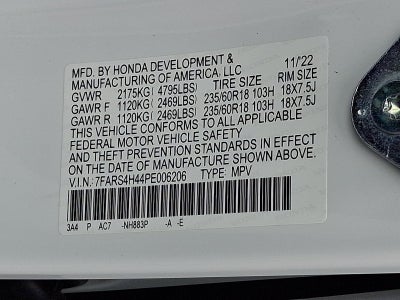 MFD. BY HONDA DEVELOPMENT & 11/'22
MANUFACTURING OF AMERICA, LLC
GVWR 2175KG( 4795LBS) TIRE SIZE RIM SIZE
GAWR F 1120KG( 2469LBS) 235/60R18 103H 18X7.5J
GAWR R 1120KG( 2469LBS) 235/60R18 103H 18X7.5J
THIS VEHICLE CONFORMS TO ALL APPLICABLE
FEDERAL MOTOR VEHICLE SAFETY
AND THEFT PREVENTION STANDARDS IN EFFECT
ON THE DATE OF MANUFACTURE SHOWN ABOVE.
V.I.N.: 7FARS4H44PE006206 TYPE: MPV
3A4 P AC7 -NH883P -A -E